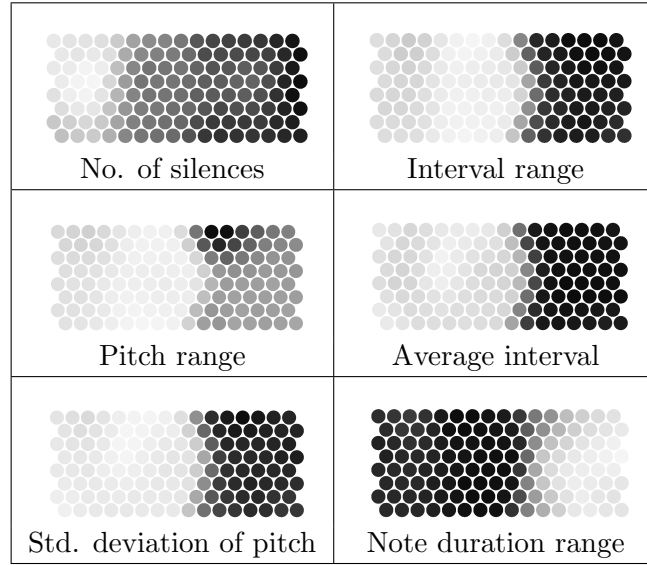 No. of silences
Interval range
Pitch range
Average interval
Std. deviation of pitch
Note duration range